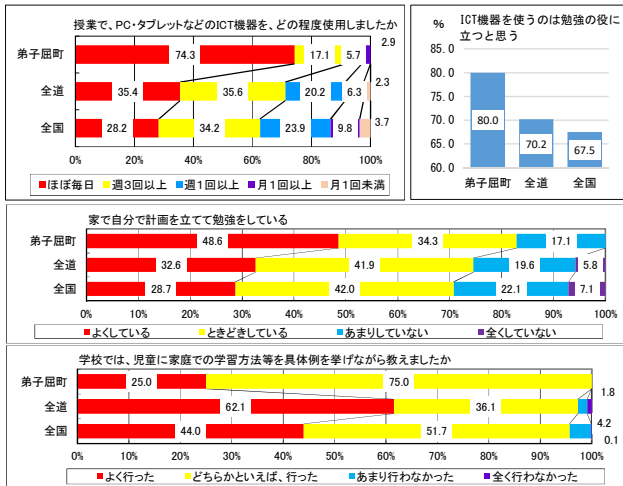 授業で、PC・タブレットなどのICT機器を、どの程度使用しましたか
弟子屈町 74.3 17.1 5.7 2.9
全道 35.4 35.6 20.2 6.3 2.3
全国 28.2 34.2 23.9 9.8 3.7
0% 20% 40% 60% 80% 100%
ほぼ毎日 週3回以上 週1回以上 月1回以上 月1回未満
% ICT機器を使うのは勉強の役に
立つと思う
85.0
80.0
75.0
70.0
65.0
60.0
80.0 70.2 67.5
弟子屈町 全道 全国
家で自分で計画を立てて勉強をしている
弟子屈町 48.6 34.3 17.1
全道 32.6 41.9 19.6 5.8
全国 28.7 42.0 22.1 7.1
0% 10% 20% 30% 40% 50% 60% 70% 80% 90% 100%
よくしている ときどきしている あまりしていない 全くしていない
学校では、児童に家庭での学習方法等を具体例を挙げながら教えましたか
弟子屈町 25.0 75.0
全道 62.1 36.1 1.8
全国 44.0 51.7 4.2
0.1
0% 10% 20% 30% 40% 50% 60% 70% 80% 90% 100%
よく行った どちらかといえば、行った あまり行わなかった 全く行わなかった